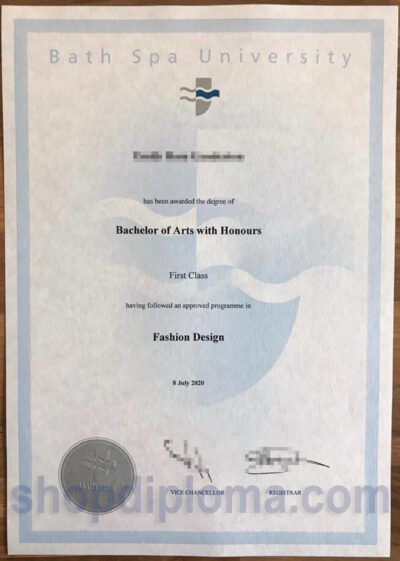 Bath Spa University
has been awarded the degree of
Bachelor of Arts with Honours
First Class
having followed an approved programme in
Fashion Design
8 July 2020
shopdiploma.com
VICE CHANCELLOR REGISTRAR